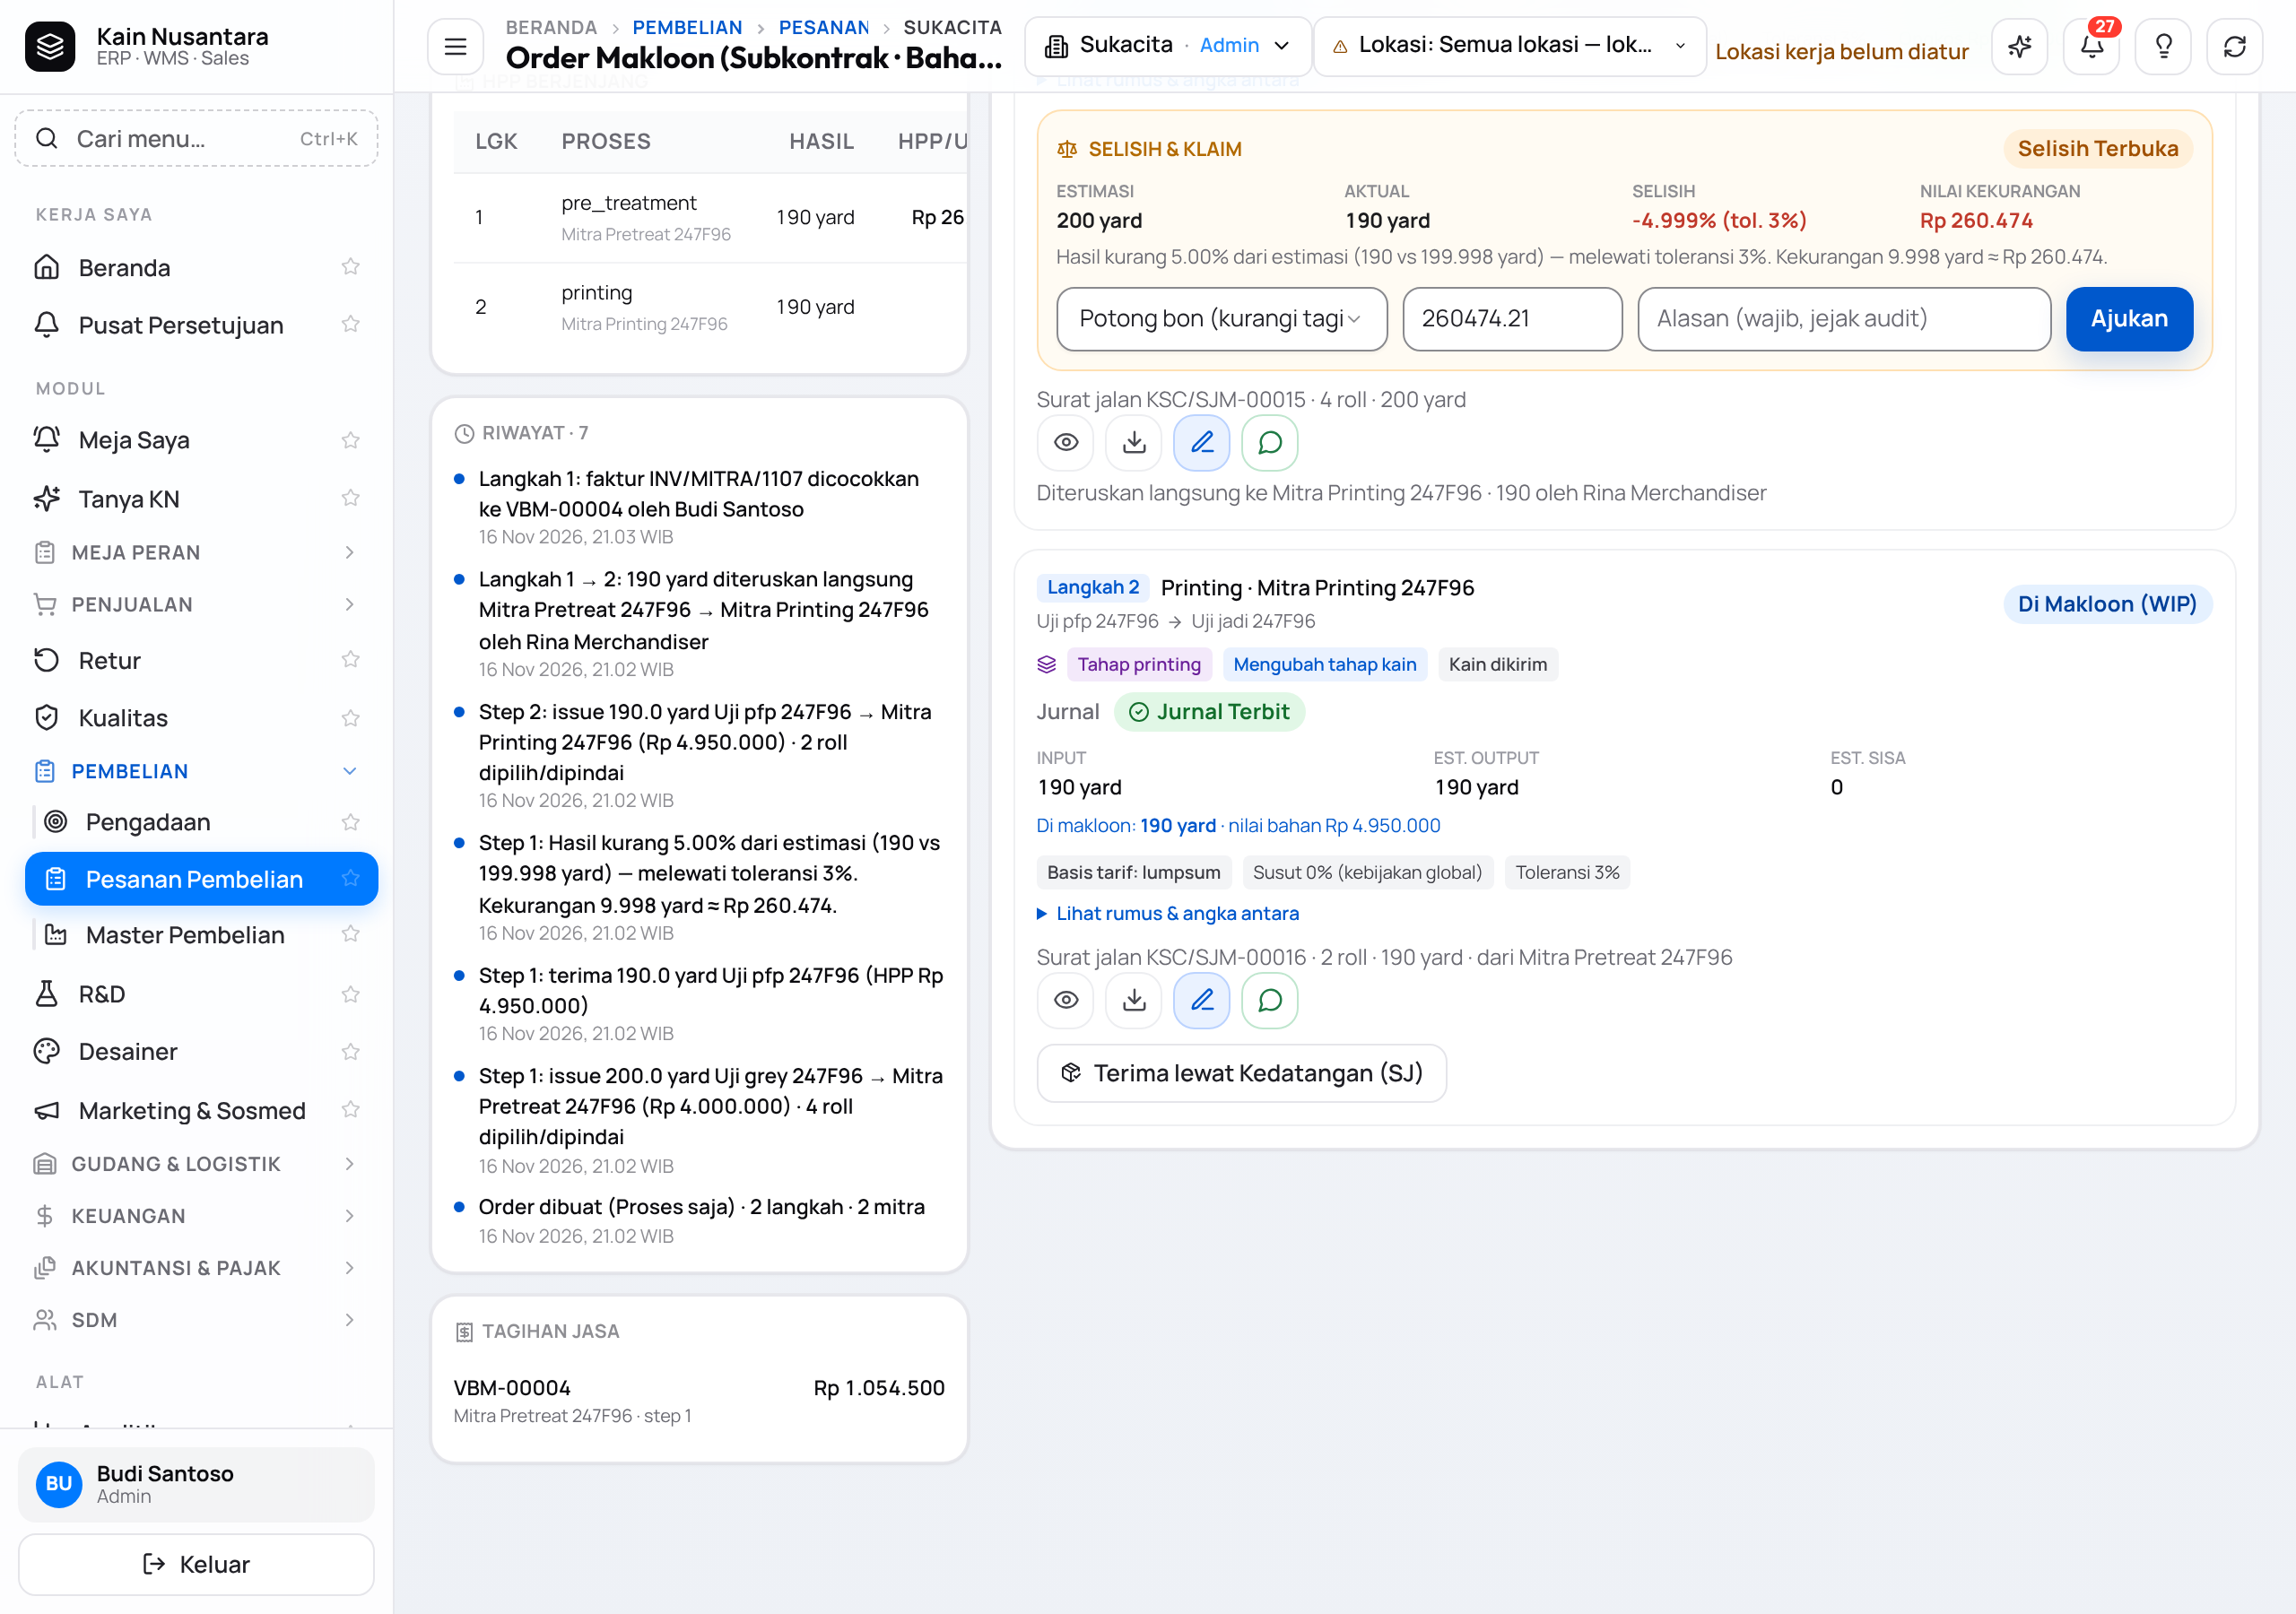 Kain Nusantara
ERP · WMS · Sales
Cari menu... Ctrl+K
KERJA SAYA
Beranda
Pusat Persetujuan
MODUL
Meja Saya
Tanya KN
MEJA PERAN
PENJUALAN
Retur
Kualitas
PEMBELIAN
Pengadaan
Pesanan Pembelian
Master Pembelian
R&D
Desainer
Marketing & Sosmed
GUDANG & LOGISTIK
KEUANGAN
AKUNTANSI & PAJAK
SDM
ALAT
BU
Budi Santoso
Admin
Keluar
BERANDA > PEMBELIAN > PESANAN > SUKACITA
Order Makloon (Subkontrak · Baha...
Sukacita · Admin
Lokasi: Semua lokasi — lok...
Lokasi kerja belum diatur
27
HPP BERJENJANG
LGK PROSES HASIL HPP/U
1 pre_treatment 190 yard Rp 26
Mitra Pretreat 247F96
2 printing 190 yard
Mitra Printing 247F96
RIWAYAT · 7
Langkah 1: faktur INV/MITRA/1107 dicocokkan
ke VBM-00004 oleh Budi Santoso
16 Nov 2026, 21.03 WIB
Langkah 1 → 2: 190 yard diteruskan langsung
Mitra Pretreat 247F96 → Mitra Printing 247F96
oleh Rina Merchandiser
16 Nov 2026, 21.02 WIB
Step 2: issue 190.0 yard Uji pfp 247F96 → Mitra
Printing 247F96 (Rp 4.950.000) · 2 roll
dipilih/dipindai
16 Nov 2026, 21.02 WIB
Step 1: Hasil kurang 5.00% dari estimasi (190 vs
199.998 yard) — melewati toleransi 3%.
Kekurangan 9.998 yard ≈ Rp 260.474.
16 Nov 2026, 21.02 WIB
Step 1: terima 190.0 yard Uji pfp 247F96 (HPP Rp
4.950.000)
16 Nov 2026, 21.02 WIB
Step 1: issue 200.0 yard Uji grey 247F96 → Mitra
Pretreat 247F96 (Rp 4.000.000) · 4 roll
dipilih/dipindai
16 Nov 2026, 21.02 WIB
Order dibuat (Proses saja) · 2 langkah · 2 mitra
16 Nov 2026, 21.02 WIB
TAGIHAN JASA
VBM-00004 Rp 1.054.500
Mitra Pretreat 247F96 · step 1
Lihat rumus & angka antara
SELISIH & KLAIM Selisih Terbuka
ESTIMASI AKTUAL SELISIH NILAI KEKURANGAN
200 yard 190 yard -4.999% (tol. 3%) Rp 260.474
Hasil kurang 5.00% dari estimasi (190 vs 199.998 yard) — melewati toleransi 3%. Kekurangan 9.998 yard ≈ Rp 260.474.
Potong bon (kurangi tagi 260474.21 Alasan (wajib, jejak audit) Ajukan
Surat jalan KSC/SJM-00015 · 4 roll · 200 yard
Diteruskan langsung ke Mitra Printing 247F96 · 190 oleh Rina Merchandiser
Langkah 2 Printing · Mitra Printing 247F96 Di Makloon (WIP)
Uji pfp 247F96 → Uji jadi 247F96
Tahap printing Mengubah tahap kain Kain dikirim
Jurnal Jurnal Terbit
INPUT EST. OUTPUT EST. SISA
190 yard 190 yard 0
Di makloon: 190 yard · nilai bahan Rp 4.950.000
Basis tarif: lumpsum Susut 0% (kebijakan global) Toleransi 3%
Lihat rumus & angka antara
Surat jalan KSC/SJM-00016 · 2 roll · 190 yard · dari Mitra Pretreat 247F96
Terima lewat Kedatangan (SJ)